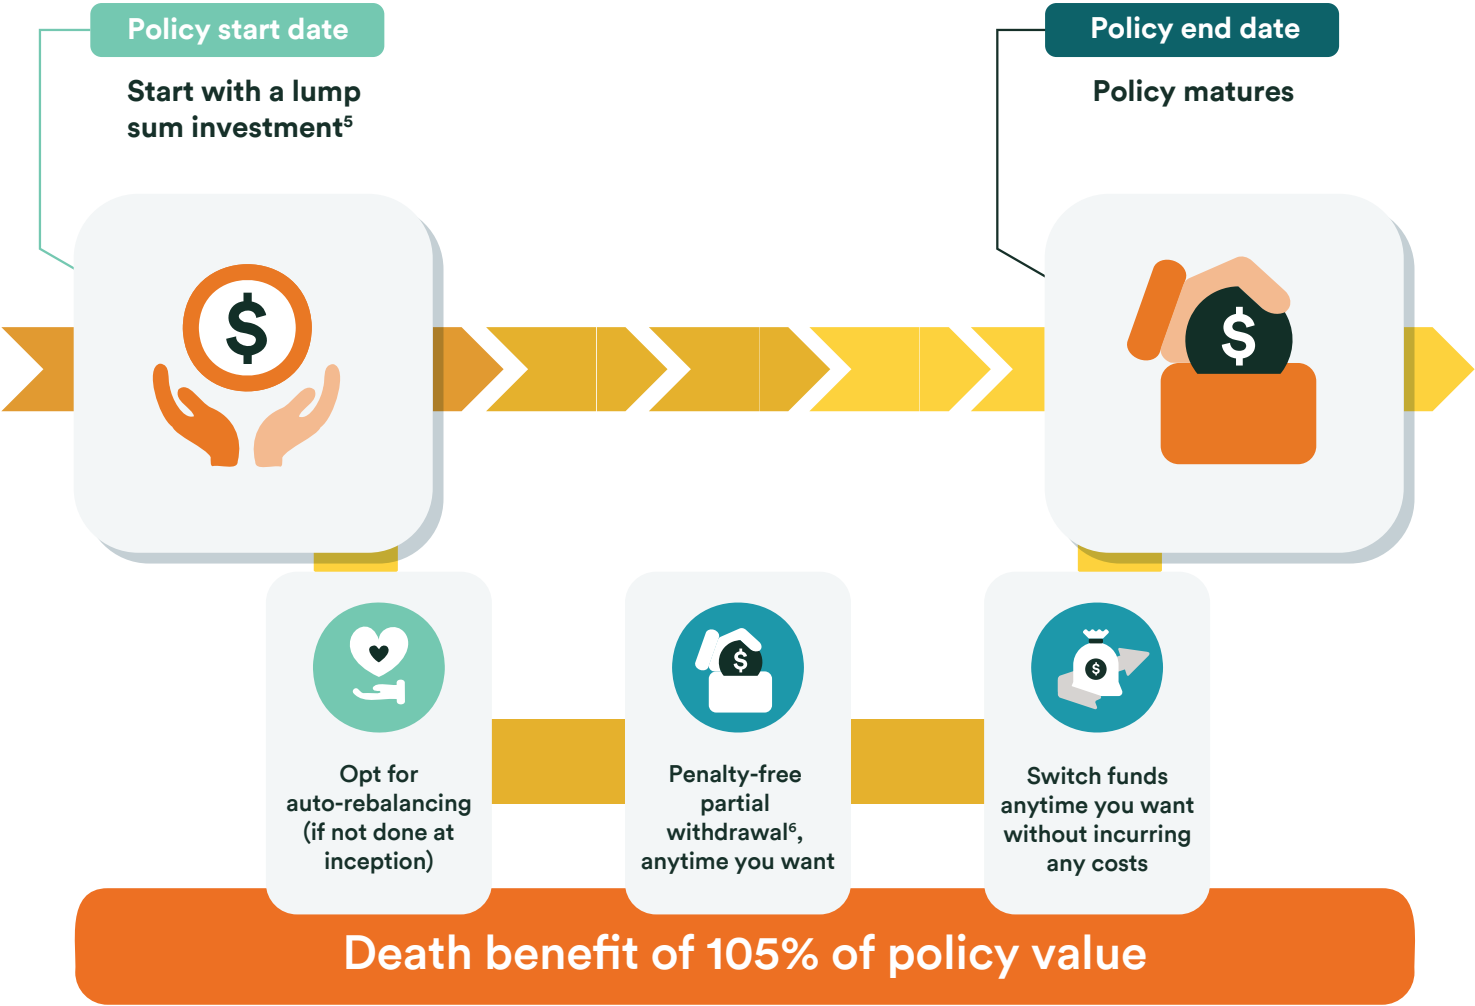 Policy start date
Start with a lump
sum investment⁵
Policy end date
Policy matures
$
$
$
$
Opt for
auto-rebalancing
(if not done at
inception)
Penalty-free
partial
withdrawal⁶,
anytime you want
Switch funds
anytime you want
without incurring
any costs
Death benefit of 105% of policy value